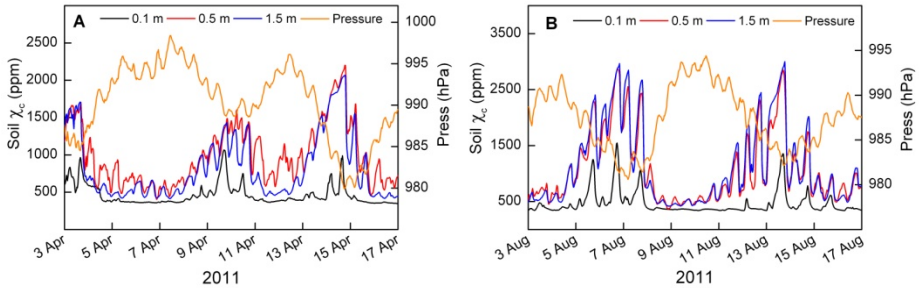 A
0.1 m 0.5 m 1.5 m Pressure
Soil χc (ppm)
2500
2000
1500
1000
500
1000
995
990
985
980
Press (hPa)
3 Apr 5 Apr 7 Apr 9 Apr 11 Apr 13 Apr 15 Apr 17 Apr
2011
B
0.1 m 0.5 m 1.5 m Pressure
Soil χc (ppm)
3500
2500
1500
500
995
990
985
980
Press (hPa)
3 Aug 5 Aug 7 Aug 9 Aug 11 Aug 13 Aug 15 Aug 17 Aug
2011